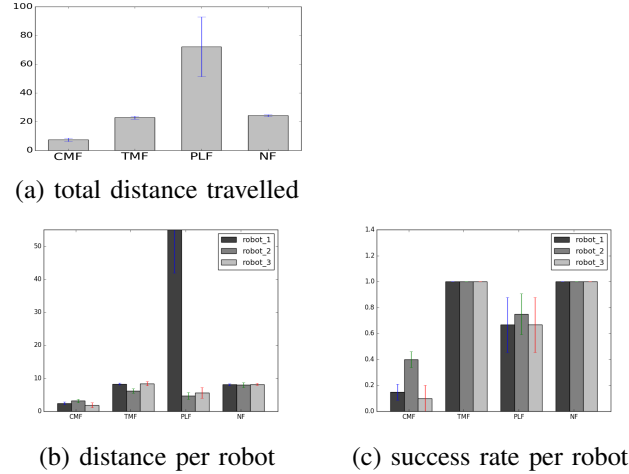 100
80
60
40
20
0
CMF TMF PLF NF
(a) total distance travelled
50
40
30
20
10
0
robot_1
robot_2
robot_3
CMF TMF PLF NF
(b) distance per robot
1.4
1.2
1.0
0.8
0.6
0.4
0.2
0.0
robot_1
robot_2
robot_3
CMF TMF PLF NF
(c) success rate per robot